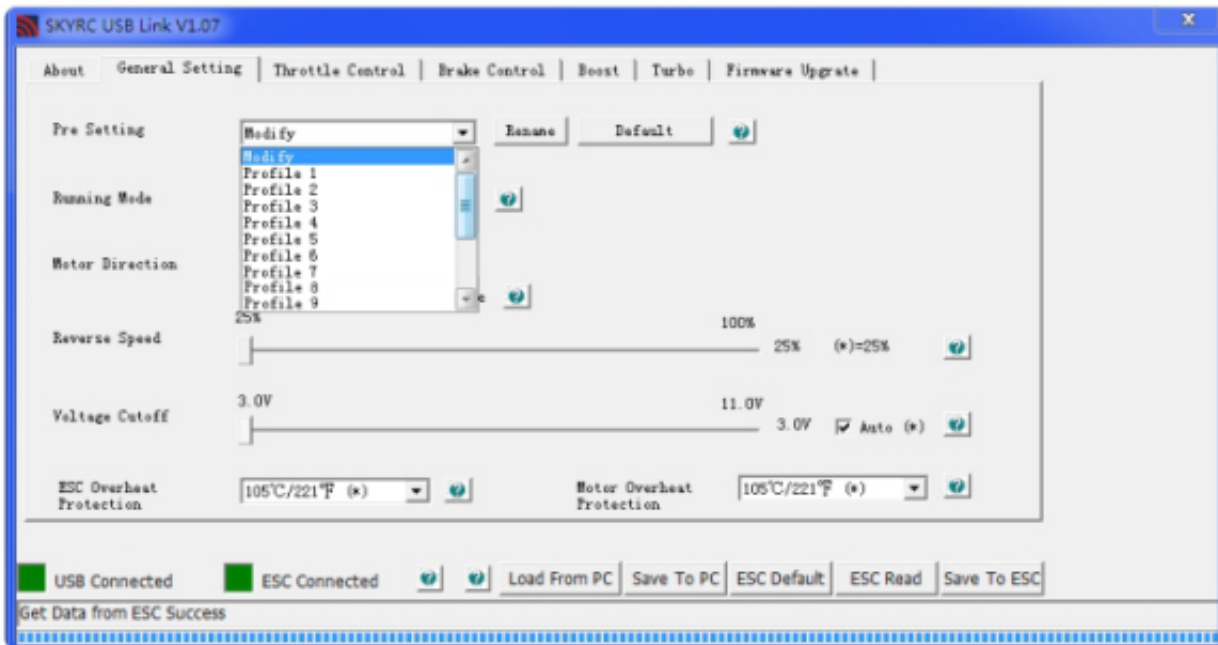 SKYRC USB Link V1.07
About General Setting Throttle Control Brake Control Boost Turbo Firmware Upgrate
Pre Setting Modify Rename Default
Modify
Profile 1
Profile 2
Running Mode Profile 3
Profile 4
Profile 5
Motor Direction Profile 6
Profile 7
Profile 8
Profile 9
25% 100%
Reverse Speed 25% (*)=25%
3.0V 11.0V
Voltage Cutoff 3.0V Auto (*)
ESC Overheat Protection 105℃/221℉ (*) Motor Overheat Protection 105℃/221℉ (*)
USB Connected ESC Connected Load From PC Save To PC ESC Default ESC Read Save To ESC
Get Data from ESC Success